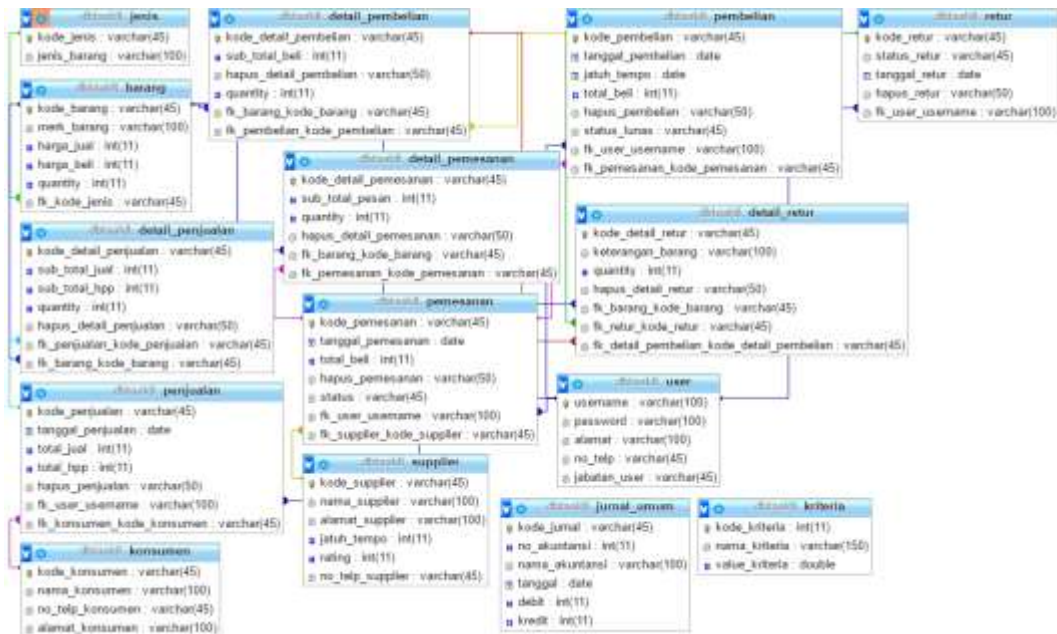 jenis
kode_jenis : varchar(45)
jenis_barang : varchar(100)
barang
kode_barang : varchar(45)
merk_barang : varchar(100)
harga_jual : int(11)
harga_beli : int(11)
quantity : int(11)
fk_kode_jenis : varchar(45)
detail_penjualan
kode_detail_penjualan : varchar(45)
sub_total_jual : int(11)
sub_total_hpp : int(11)
quantity : int(11)
hapus_detail_penjualan : varchar(50)
fk_penjualan_kode_penjualan : varchar(45)
fk_barang_kode_barang : varchar(45)
penjualan
kode_penjualan : varchar(45)
tanggal_penjualan : date
total_jual : int(11)
total_hpp : int(11)
hapus_penjualan : varchar(50)
fk_user_username : varchar(100)
fk_konsumen_kode_konsumen : varchar(45)
konsumen
kode_konsumen : varchar(45)
nama_konsumen : varchar(100)
no_telp_konsumen : varchar(45)
alamat_konsumen : varchar(100)
detail_pembelian
kode_detail_pembelian : varchar(45)
sub_total_beli : int(11)
hapus_detail_pembelian : varchar(50)
quantity : int(11)
fk_barang_kode_barang : varchar(45)
fk_pembelian_kode_pembelian : varchar(45)
detail_pemesanan
kode_detail_pemesanan : varchar(45)
sub_total_pesan : int(11)
quantity : int(11)
hapus_detail_pemesanan : varchar(50)
fk_barang_kode_barang : varchar(45)
fk_pemesanan_kode_pemesanan : varchar(45)
pemesanan
kode_pemesanan : varchar(45)
tanggal_pemesanan : date
total_beli : int(11)
hapus_pemesanan : varchar(50)
status : varchar(45)
fk_user_username : varchar(100)
fk_supplier_kode_supplier : varchar(45)
supplier
kode_supplier : varchar(45)
nama_supplier : varchar(100)
alamat_supplier : varchar(100)
jatuh_tempo : int(11)
rating : int(11)
no_telp_supplier : varchar(45)
pembelian
kode_pembelian : varchar(45)
tanggal_pembelian : date
jatuh_tempo : date
total_beli : int(11)
hapus_pembelian : varchar(50)
status_lunas : varchar(45)
fk_user_username : varchar(100)
fk_pemesanan_kode_pemesanan : varchar(45)
retur
kode_retur : varchar(45)
status_retur : varchar(45)
tanggal_retur : date
hapus_retur : varchar(50)
fk_user_username : varchar(100)
detail_retur
kode_detail_retur : varchar(45)
keterangan_barang : varchar(100)
quantity : int(11)
hapus_detail_retur : varchar(50)
fk_barang_kode_barang : varchar(45)
fk_retur_kode_retur : varchar(45)
fk_detail_pembelian_kode_detail_pembelian : varchar(45)
user
username : varchar(100)
password : varchar(100)
alamat : varchar(100)
no_telp : varchar(45)
jabatan_user : varchar(45)
jurnal_umum
kode_jurnal : varchar(45)
no_akuntansi : int(11)
nama_akuntansi : varchar(100)
tanggal : date
debit : int(11)
kredit : int(11)
kriteria
kode_kriteria : int(11)
nama_kriteria : varchar(150)
value_kriteria : double